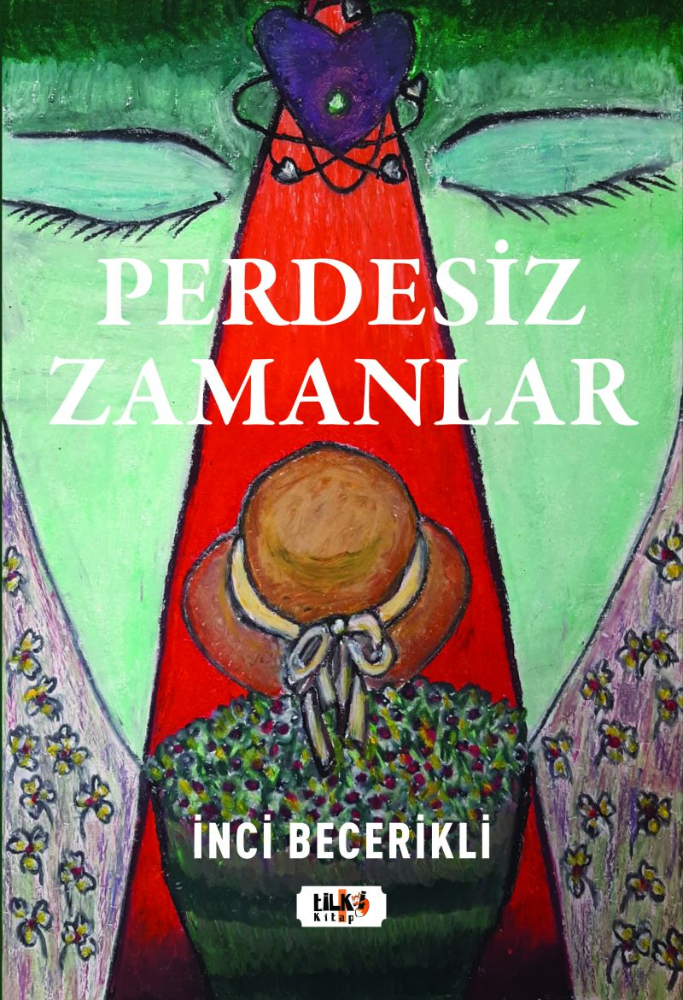 PERDESİZ
ZAMANLAR
İNCİ BECERİKLİ
tiLKi
Kitap